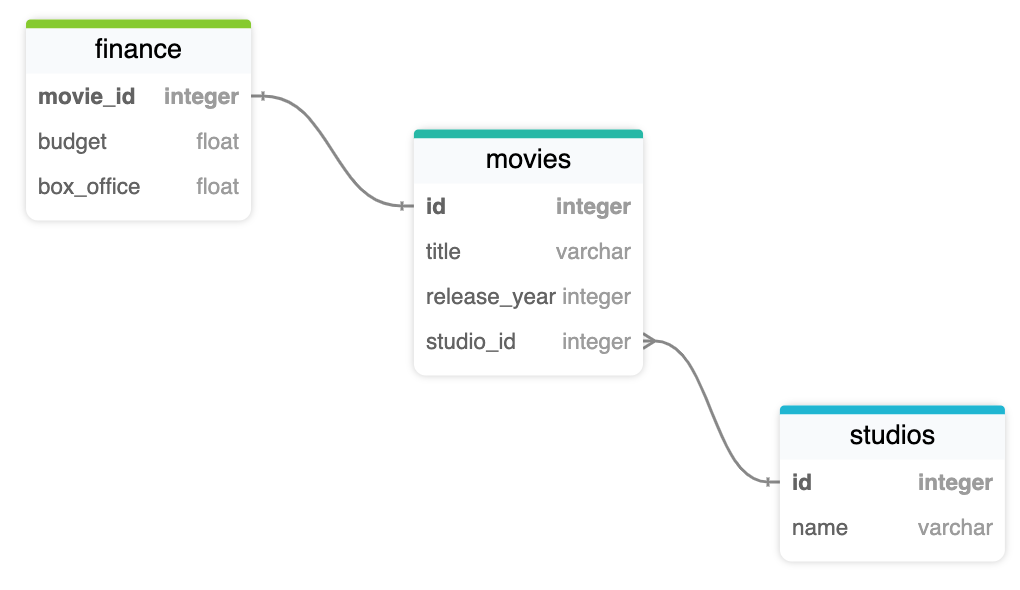 finance
movie_id integer
budget float
box_office float
movies
id integer
title varchar
release_year integer
studio_id integer
studios
id integer
name varchar